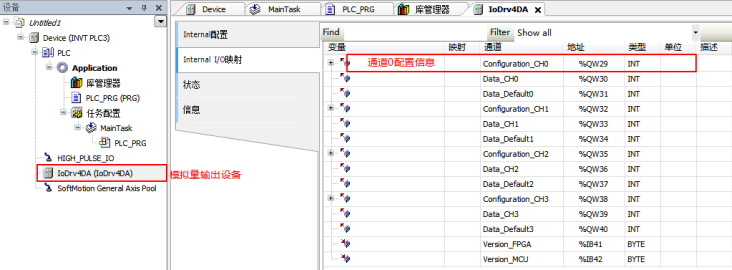 设备
Untitled1
Device (INVT PLC3)
PLC
Application
库管理器
PLC_PRG (PRG)
任务配置
MainTask
PLC_PRG
HIGH_PULSE_IO
IoDrv4DA (IoDrv4DA)
SoftMotion General Axis Pool
模拟量输出设备
Device MainTask PLC_PRG 库管理器 IoDrv4DA
Internal配置
Internal I/O映射
状态
信息
Find Filter Show all
变量 映射 通道 地址 类型 单位 描述
通道0配置信息 Configuration_CH0 %QW29 INT
Data_CH0 %QW30 INT
Data_Default0 %QW31 INT
Configuration_CH1 %QW32 INT
Data_CH1 %QW33 INT
Data_Default1 %QW34 INT
Configuration_CH2 %QW35 INT
Data_CH2 %QW36 INT
Data_Default2 %QW37 INT
Configuration_CH3 %QW38 INT
Data_CH3 %QW39 INT
Data_Default3 %QW40 INT
Version_FPGA %IB41 BYTE
Version_MCU %IB42 BYTE